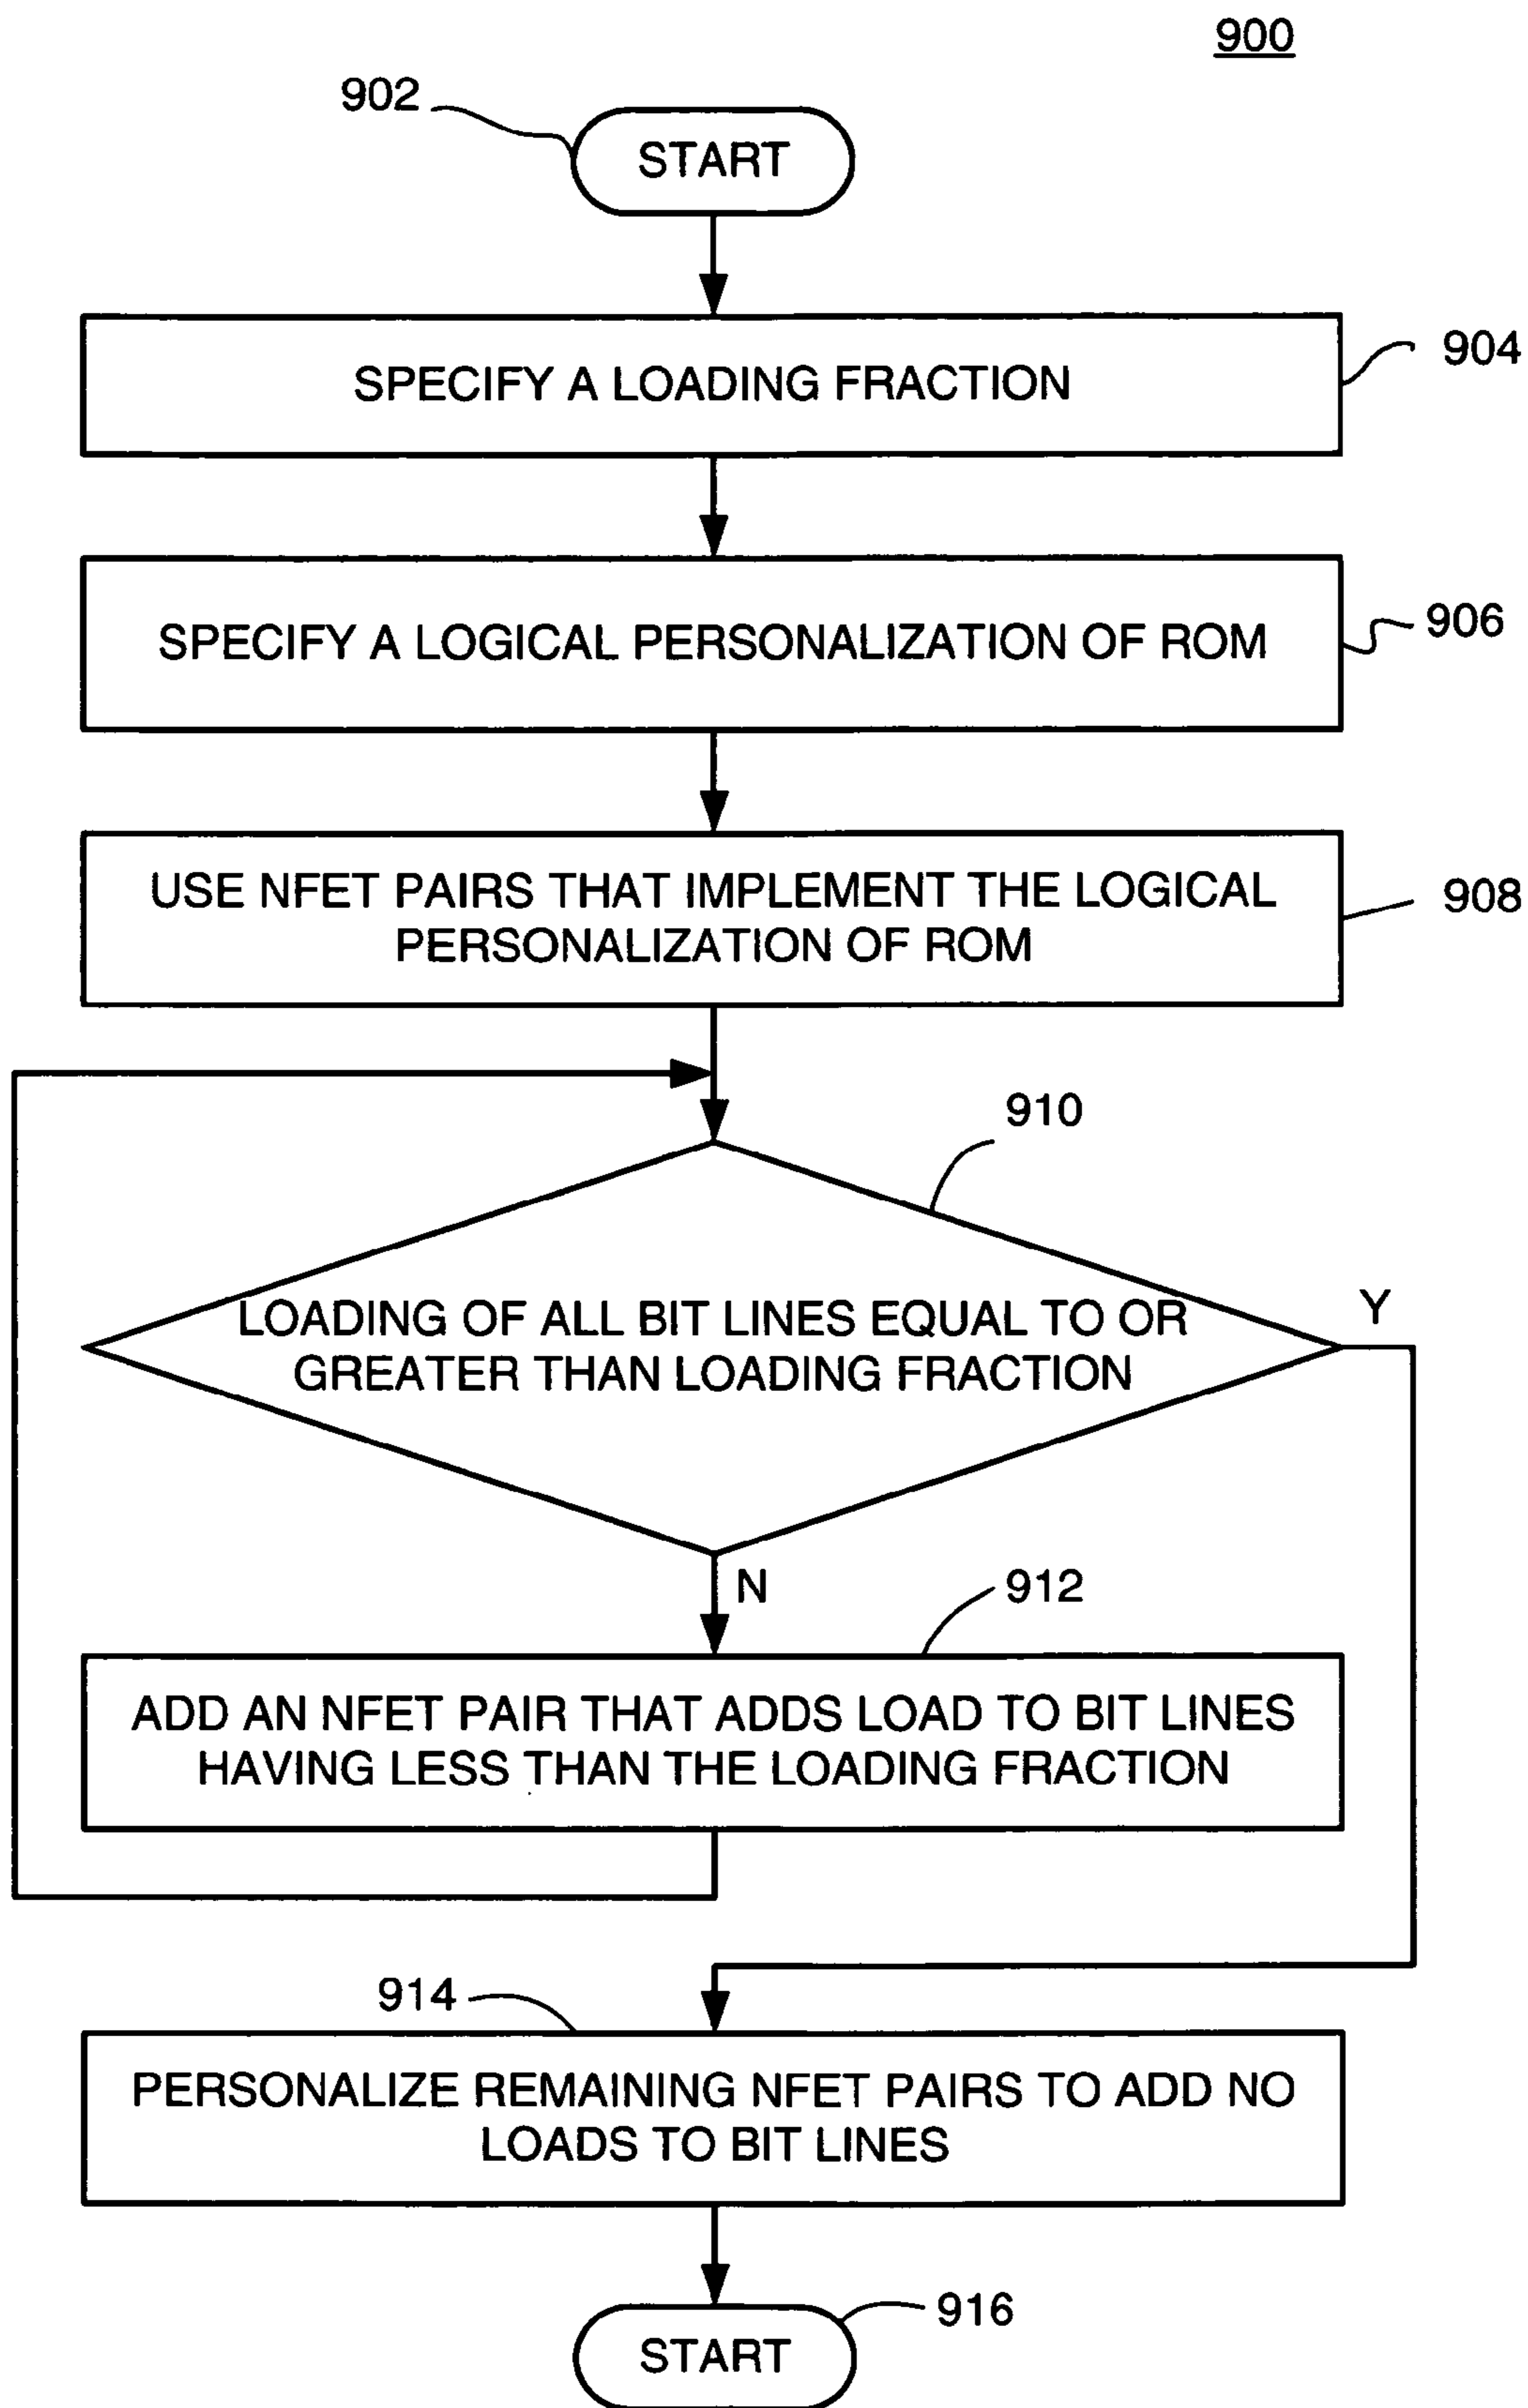 900
902
START
SPECIFY A LOADING FRACTION
904
SPECIFY A LOGICAL PERSONALIZATION OF ROM
906
USE NFET PAIRS THAT IMPLEMENT THE LOGICAL
PERSONALIZATION OF ROM
908
910
LOADING OF ALL BIT LINES EQUAL TO OR
GREATER THAN LOADING FRACTION
Y
N
912
ADD AN NFET PAIR THAT ADDS LOAD TO BIT LINES
HAVING LESS THAN THE LOADING FRACTION
914
PERSONALIZE REMAINING NFET PAIRS TO ADD NO
LOADS TO BIT LINES
916
START